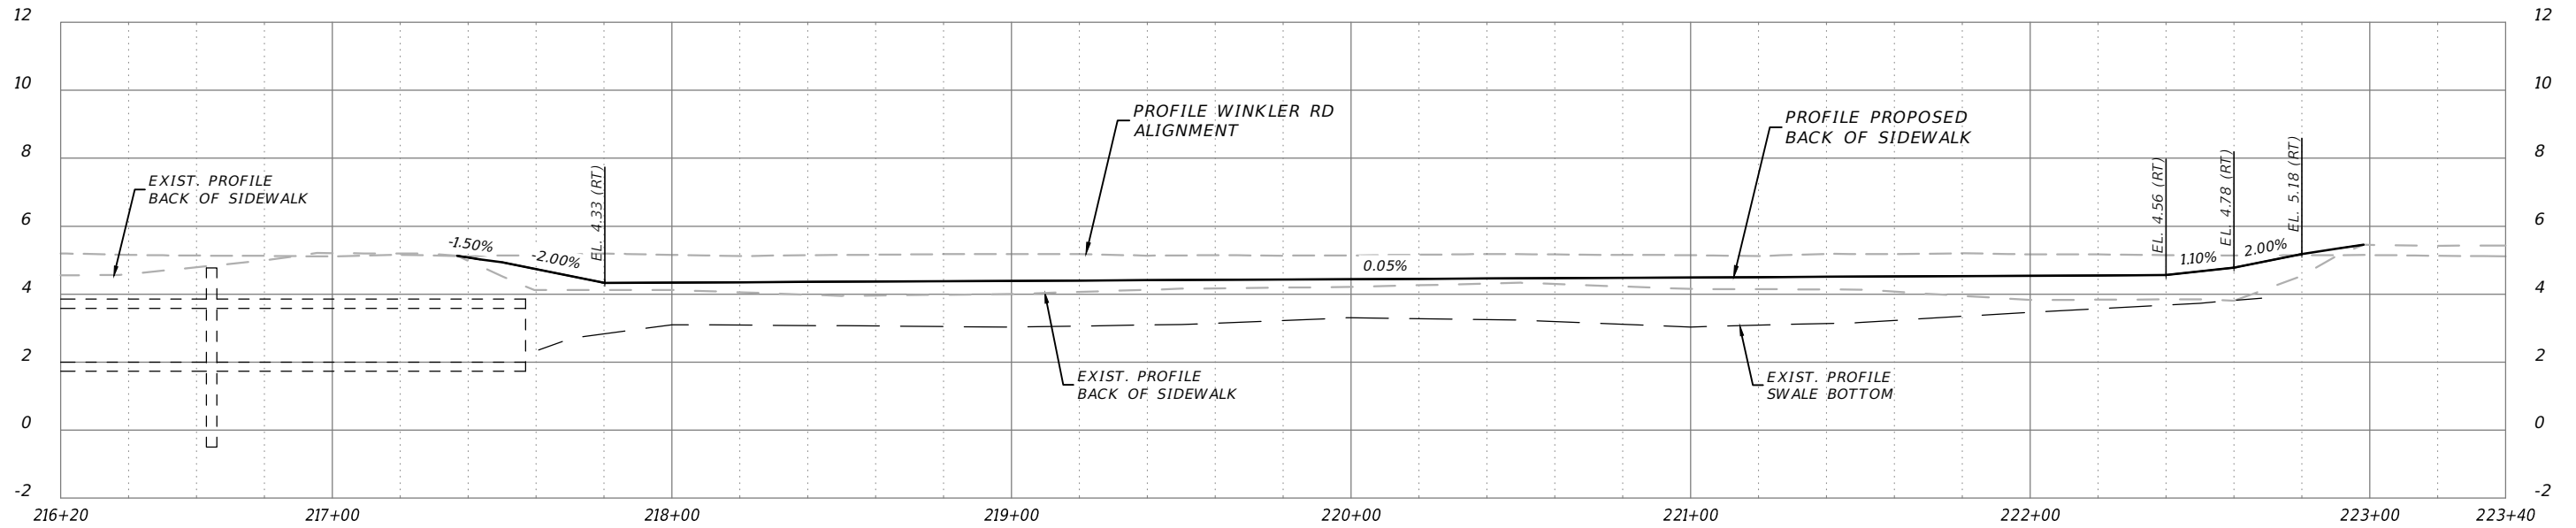 12
12
10
10
PROFILE WINKLER RD
ALIGNMENT
PROFILE PROPOSED
BACK OF SIDEWALK
8
8
EXIST. PROFILE
BACK OF SIDEWALK
EL. 4.33 (RT)
EL. 4.56 (RT)
EL. 4.78 (RT)
EL. 5.18 (RT)
6
6
-1.50%
-2.00%
0.05%
1.10%
2.00%
4
4
2
2
EXIST. PROFILE
BACK OF SIDEWALK
EXIST. PROFILE
SWALE BOTTOM
0
0
-2
-2
216+20
217+00
218+00
219+00
220+00
221+00
222+00
223+00
223+40